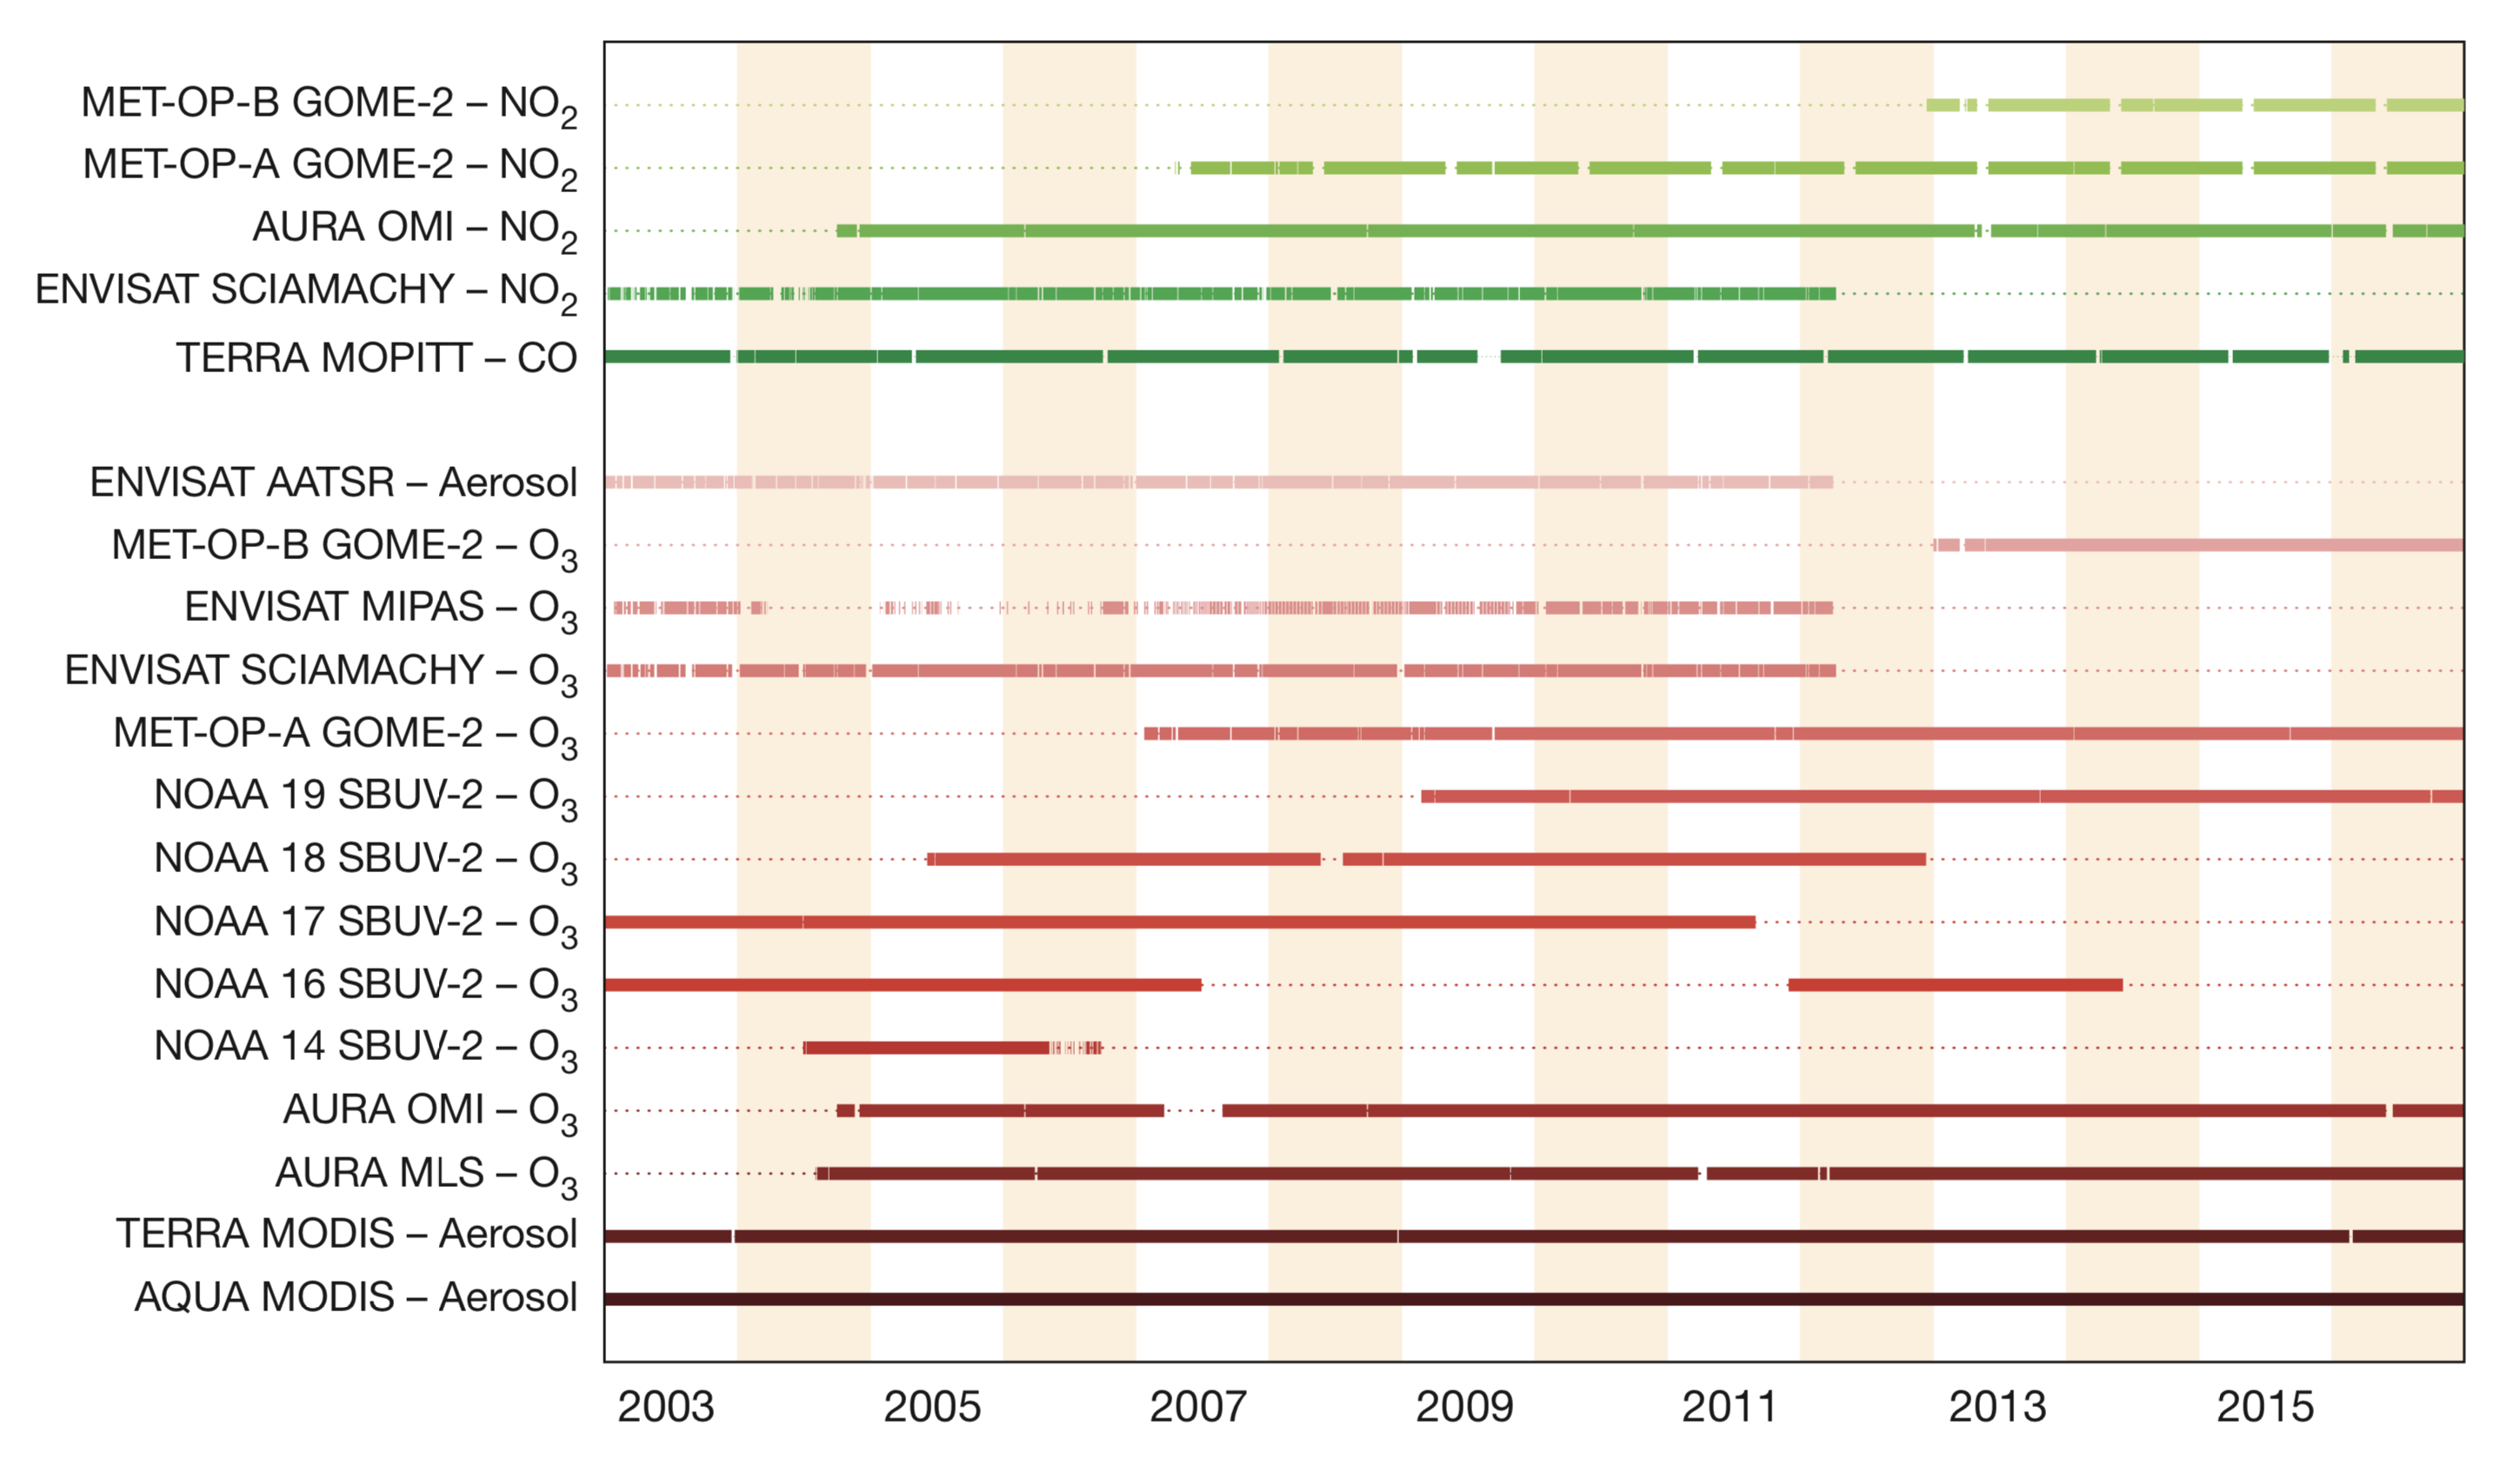 MET-OP-B GOME-2 – NO₂
MET-OP-A GOME-2 – NO₂
AURA OMI – NO₂
ENVISAT SCIAMACHY – NO₂
TERRA MOPITT – CO
ENVISAT AATSR – Aerosol
MET-OP-B GOME-2 – O₃
ENVISAT MIPAS – O₃
ENVISAT SCIAMACHY – O₃
MET-OP-A GOME-2 – O₃
NOAA 19 SBUV-2 – O₃
NOAA 18 SBUV-2 – O₃
NOAA 17 SBUV-2 – O₃
NOAA 16 SBUV-2 – O₃
NOAA 14 SBUV-2 – O₃
AURA OMI – O₃
AURA MLS – O₃
TERRA MODIS – Aerosol
AQUA MODIS – Aerosol
2003 2005 2007 2009 2011 2013 2015